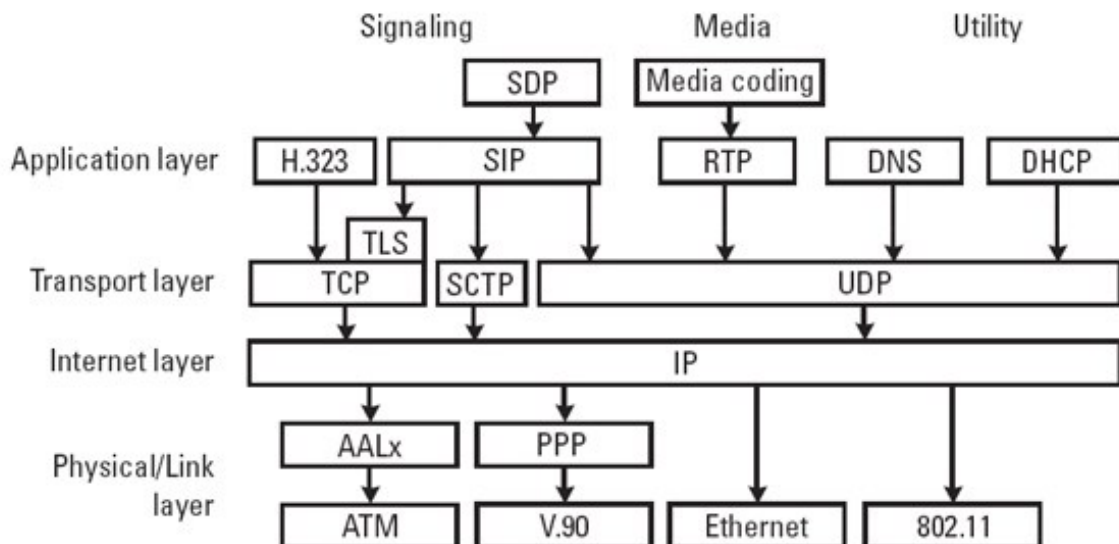 Signaling Media Utility
SDP Media coding
Application layer H.323 SIP RTP DNS DHCP
TLS
Transport layer TCP SCTP UDP
Internet layer IP
AALx PPP
Physical/Link
layer
ATM V.90 Ethernet 802.11